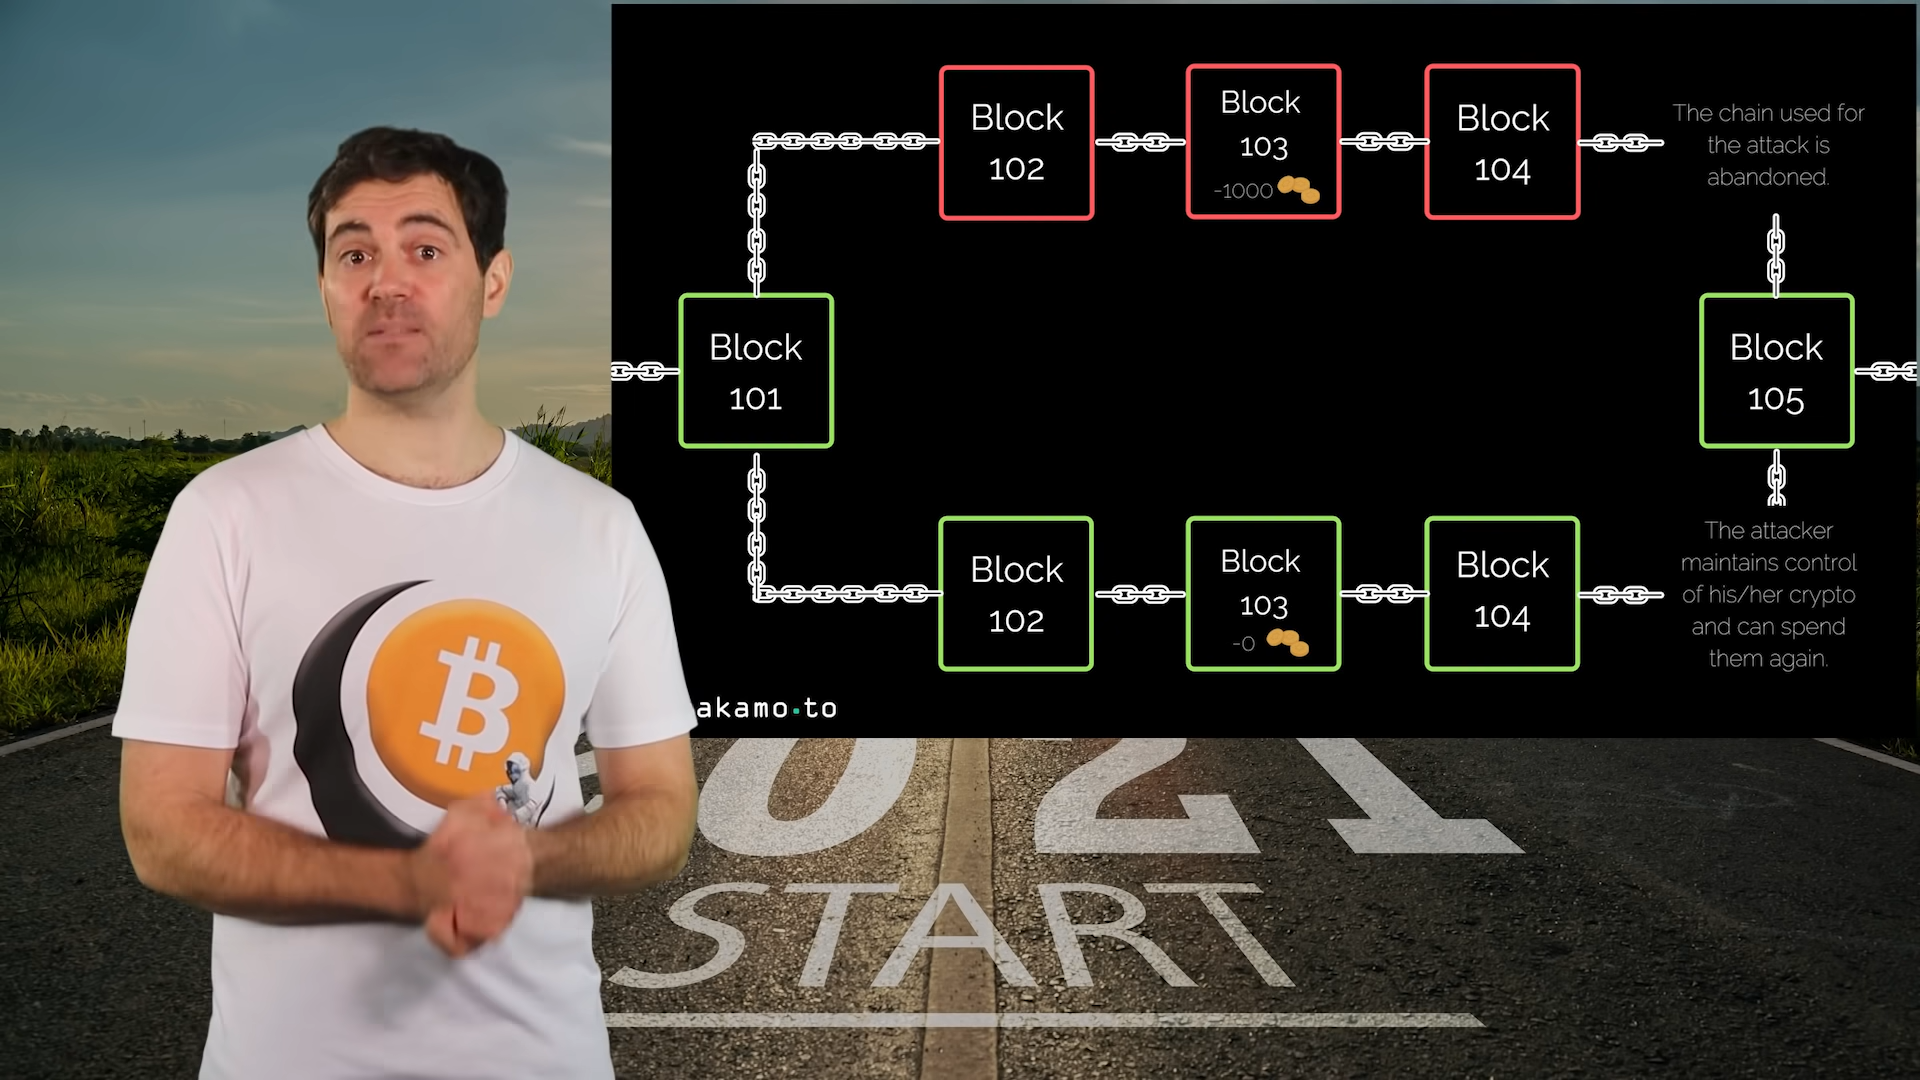 Block
102
Block
103
-1000
Block
104
The chain used for
the attack is
abandoned.
Block
101
Block
105
Block
102
Block
103
-0
Block
104
The attacker
maintains control
of his/her crypto
and can spend
them again.
akamo.to
2021
START